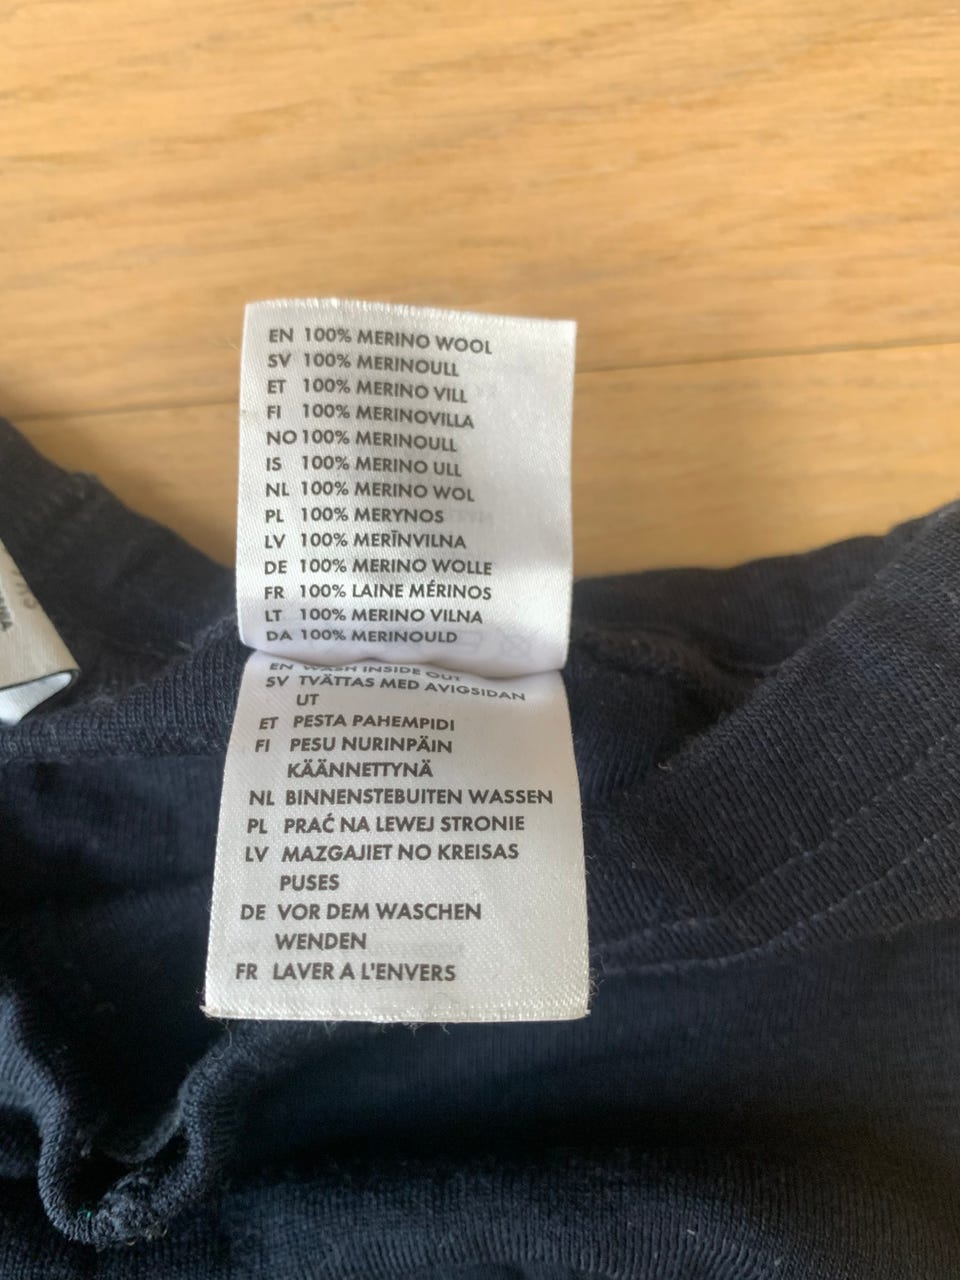 EN 100% MERINO WOOL
SV 100% MERINOULL
ET 100% MERINO VILL
FI 100% MERINOVILLA
NO 100% MERINOULL
IS 100% MERINO ULL
NL 100% MERINO WOL
PL 100% MERYNOS
LV 100% MERĪNVILNA
DE 100% MERINO WOLLE
FR 100% LAINE MÉRINOS
LT 100% MERINO VILNA
DA 100% MERINOULD
EN WASH INSIDE OUT
SV TVÄTTAS MED AVIGSIDAN
UT
ET PESTA PAHEMPIDI
FI PESU NURINPÄIN
KÄÄNNETTYNÄ
NL BINNENSTEBUITEN WASSEN
PL PRAĆ NA LEWEJ STRONIE
LV MAZGAJIET NO KREISAS
PUSES
DE VOR DEM WASCHEN
WENDEN
FR LAVER A L'ENVERS